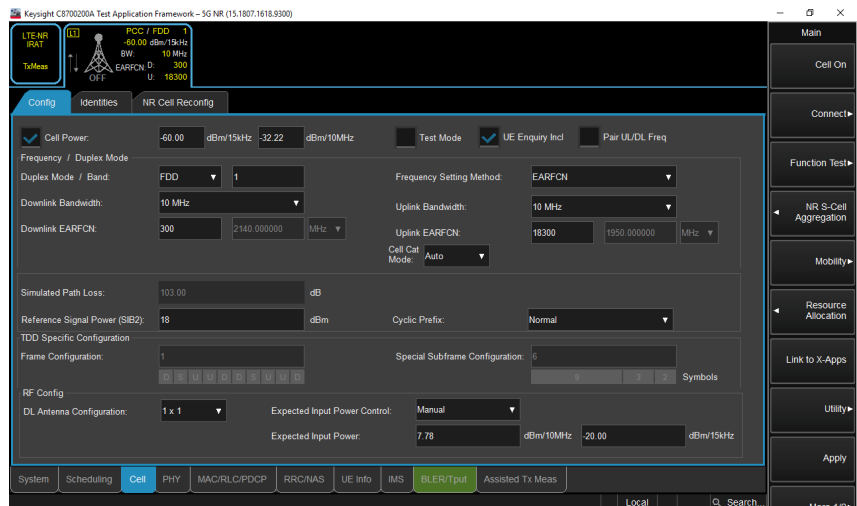 Keysight C8700200A Test Application Framework – 5G NR (15.1807.1618.9300)
LTE-NR
IRAT
TxMeas
L1
OFF
PCC / FDD 1
-60.00 dBm/15kHz
BW: 10 MHz
EARFCN: D: 300
U: 18300
Config Identities NR Cell Reconfig
Cell Power: -60.00 dBm/15kHz -32.22 dBm/10MHz Test Mode UE Enquiry Incl Pair UL/DL Freq
Frequency / Duplex Mode
Duplex Mode / Band: FDD 1 Frequency Setting Method: EARFCN
Downlink Bandwidth: 10 MHz Uplink Bandwidth: 10 MHz
Downlink EARFCN: 300 2140.000000 MHz Uplink EARFCN: 18300 1950.000000 MHz
Cell Cat
Mode: Auto
Simulated Path Loss: 103.00 dB
Reference Signal Power (SIB2): 18 dBm Cyclic Prefix: Normal
TDD Specific Configuration
Frame Configuration: 1 Special Subframe Configuration: 6
D S U U D D S U U D 9 3 2 Symbols
RF Config
DL Antenna Configuration: 1 x 1 Expected Input Power Control: Manual
Expected Input Power: 7.78 dBm/10MHz -20.00 dBm/15kHz
System Scheduling Cell PHY MAC/RLC/PDCP RRC/NAS UE Info IMS BLER/Tput Assisted Tx Meas
Local Search...
Main
Cell On
Connect
Function Test
NR S-Cell
Aggregation
Mobility
Resource
Allocation
Link to X-Apps
Utility
Apply